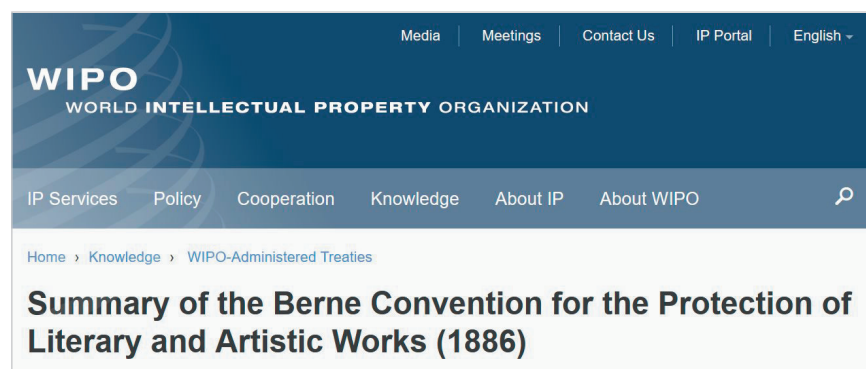 Media Meetings Contact Us IP Portal English
WIPO
WORLD INTELLECTUAL PROPERTY ORGANIZATION
IP Services Policy Cooperation Knowledge About IP About WIPO
Home › Knowledge › WIPO-Administered Treaties
Summary of the Berne Convention for the Protection of
Literary and Artistic Works (1886)